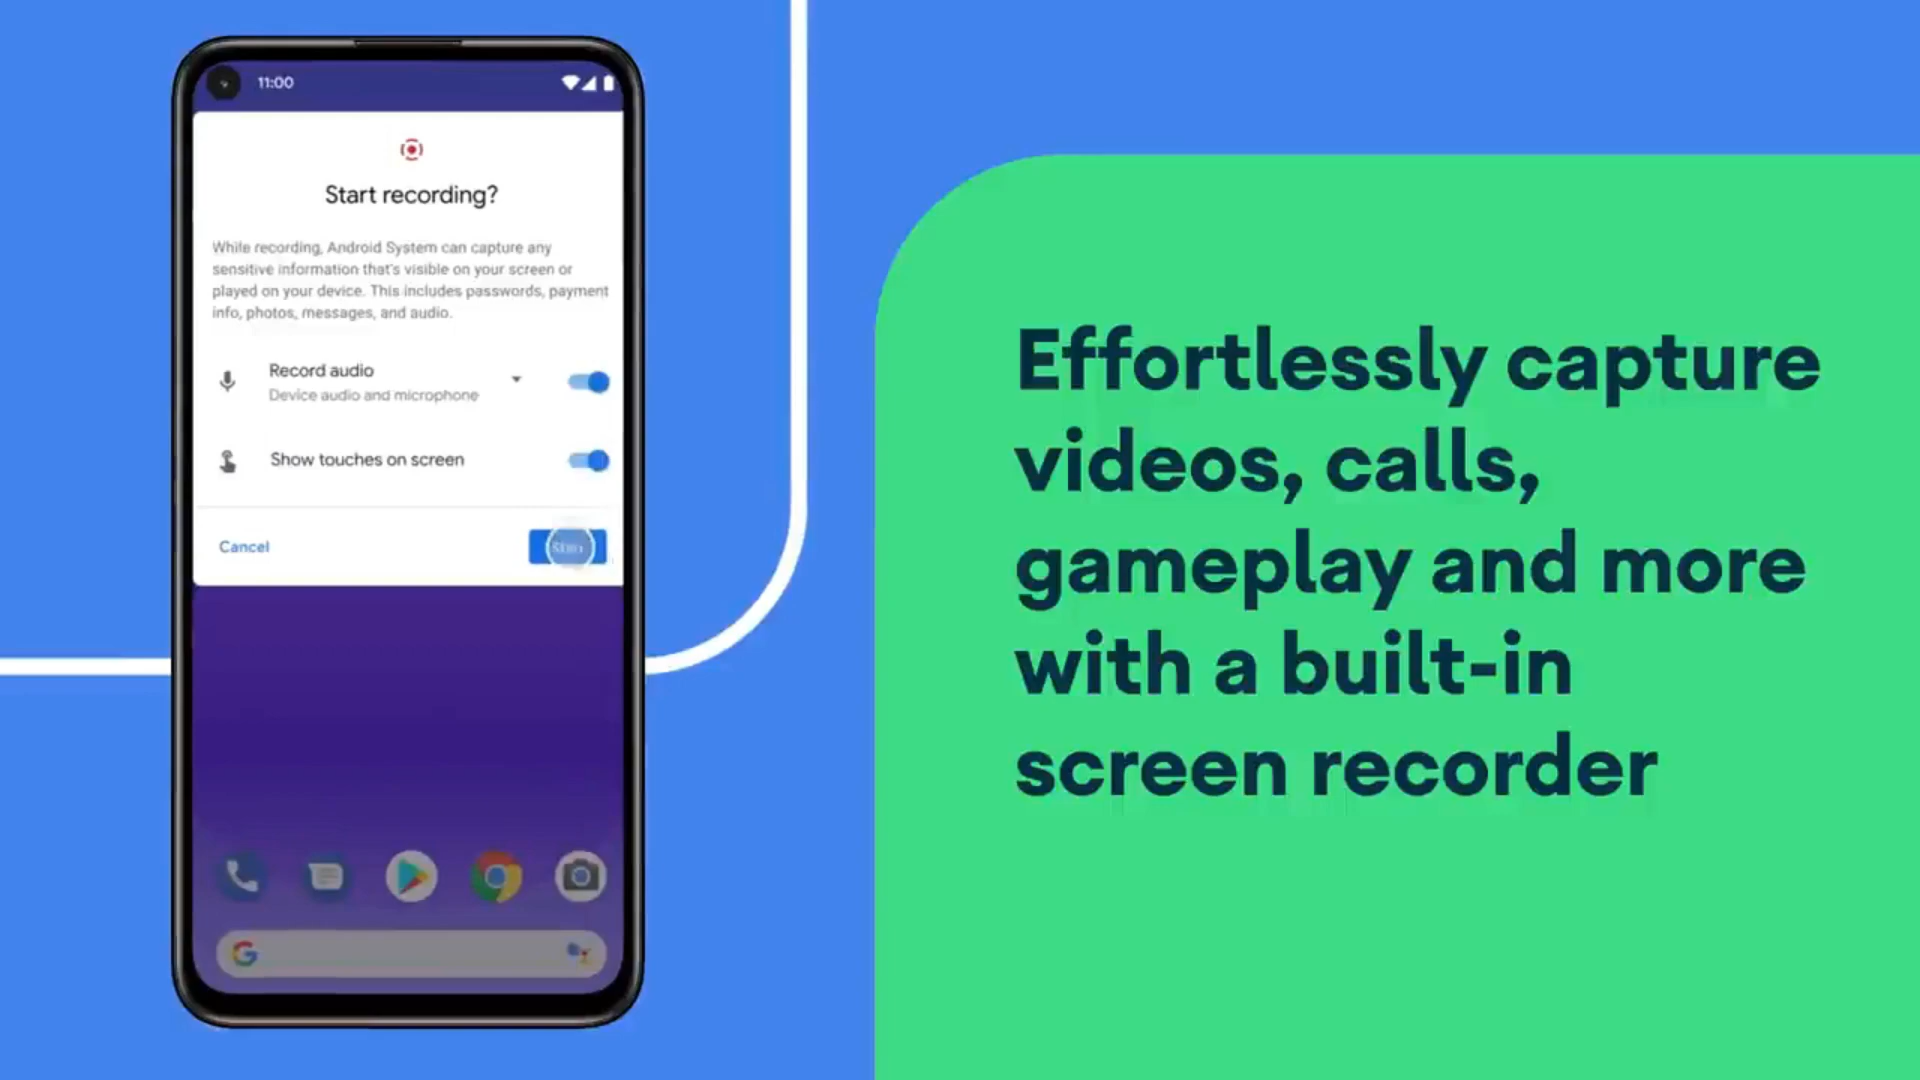 11:00
Start recording?
While recording, Android System can capture any
sensitive information that's visible on your screen or
played on your device. This includes passwords, payment
info, photos, messages, and audio.
Record audio
Device audio and microphone
Show touches on screen
Cancel
Start
Effortlessly capture
videos, calls,
gameplay and more
with a built-in
screen recorder